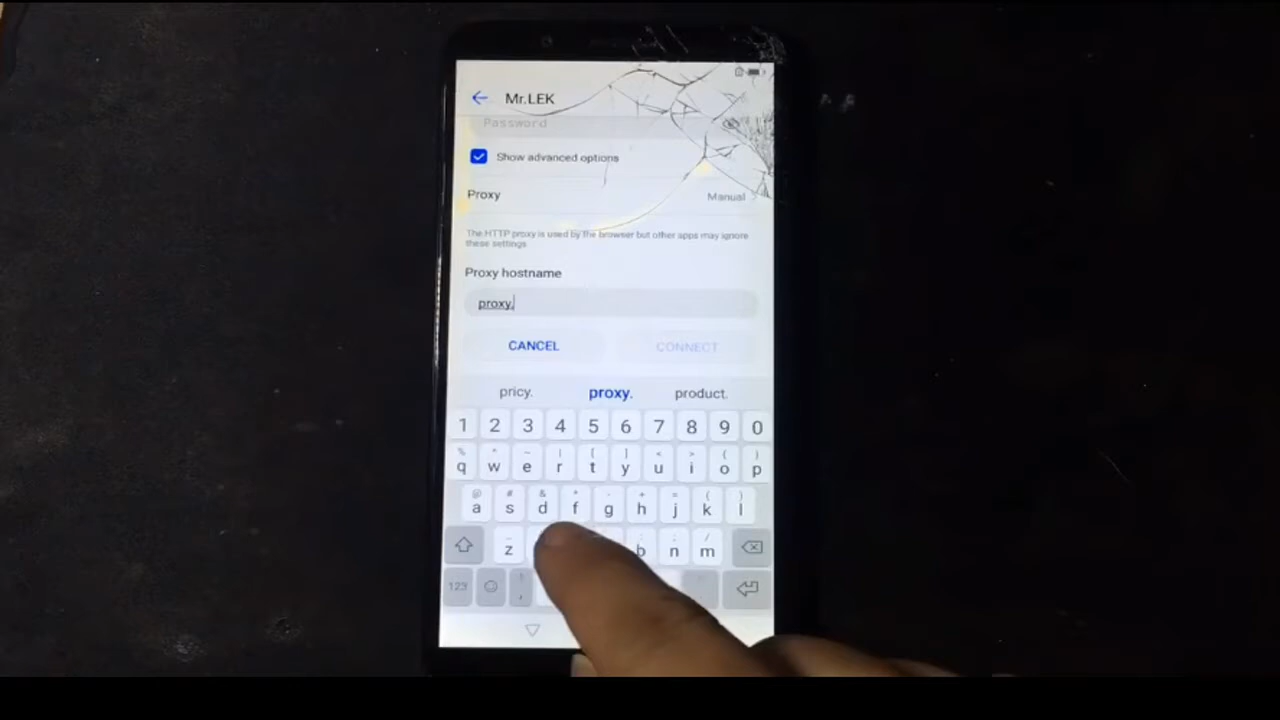 Mr.LEK
Password
Show advanced options
Proxy
Manual
The HTTP proxy is used by the browser but other apps may ignore
these settings
Proxy hostname
proxy.
CANCEL CONNECT
pricy. proxy. product.
1 2 3 4 5 6 7 8 9 0
q w e r t y u i o p
a s d f g h j k l
z b n m
123 ,